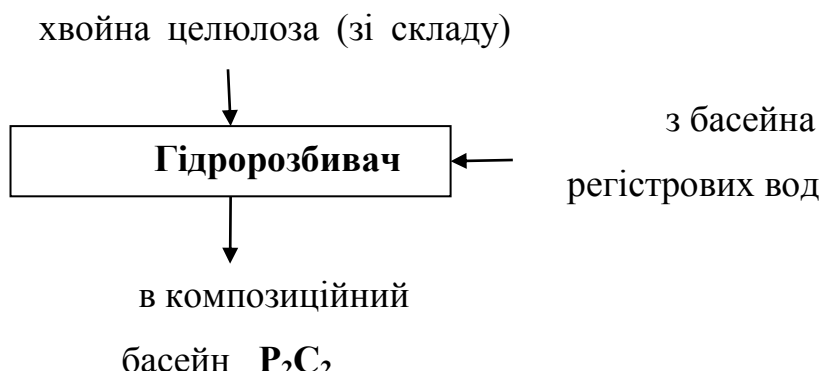 хвойна целюлоза (зі складу)
Гідророзбивач
з басейна
регістрових вод
в композиційний
басейн P₂C₂